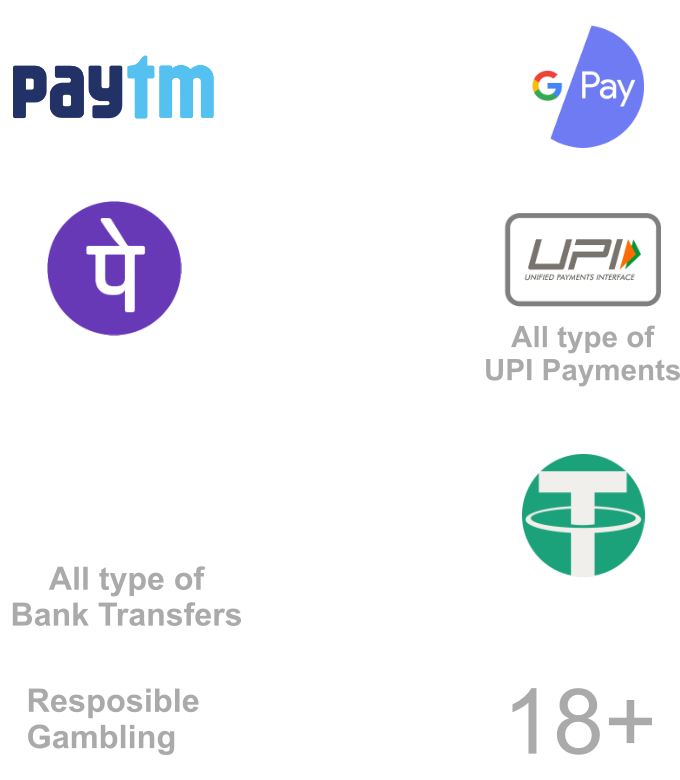 paytm
G Pay
पे
UPI
UNIFIED PAYMENTS INTERFACE
All type of
UPI Payments
T
All type of
Bank Transfers
Resposible
Gambling
18+